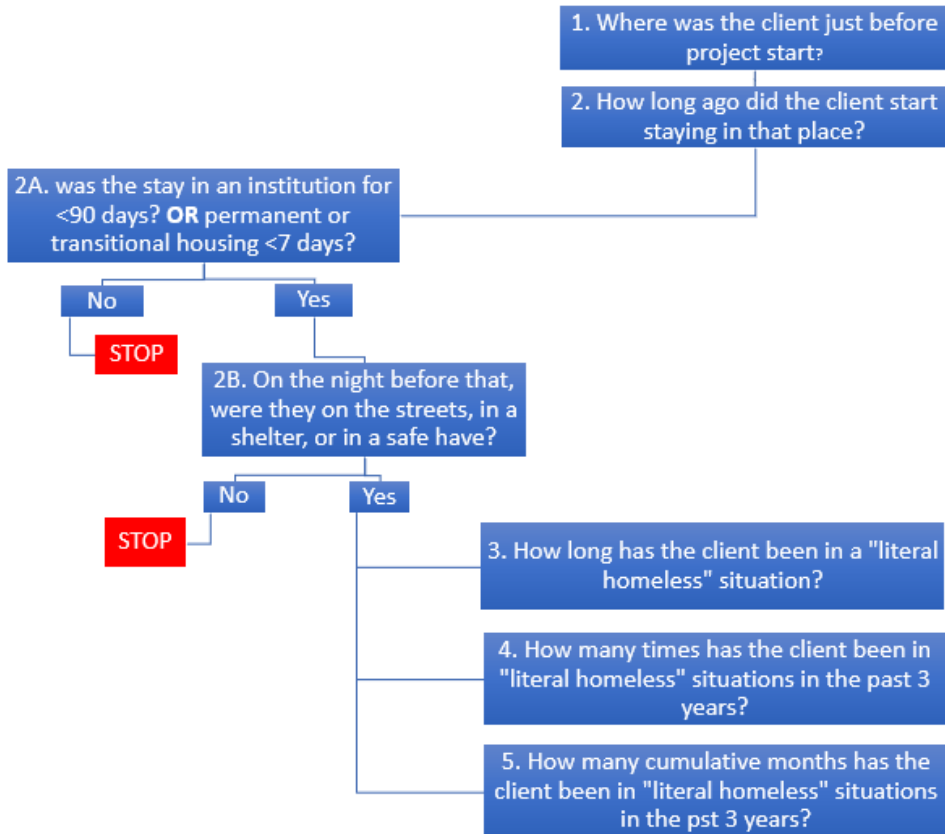 1. Where was the client just before
project start?
2. How long ago did the client start
staying in that place?
2A. was the stay in an institution for
<90 days? OR permanent or
transitional housing <7 days?
No
Yes
STOP
2B. On the night before that,
were they on the streets, in a
shelter, or in a safe have?
No
Yes
STOP
3. How long has the client been in a "literal
homeless" situation?
4. How many times has the client been in
"literal homeless" situations in the past 3
years?
5. How many cumulative months has the
client been in "literal homeless" situations
in the pst 3 years?